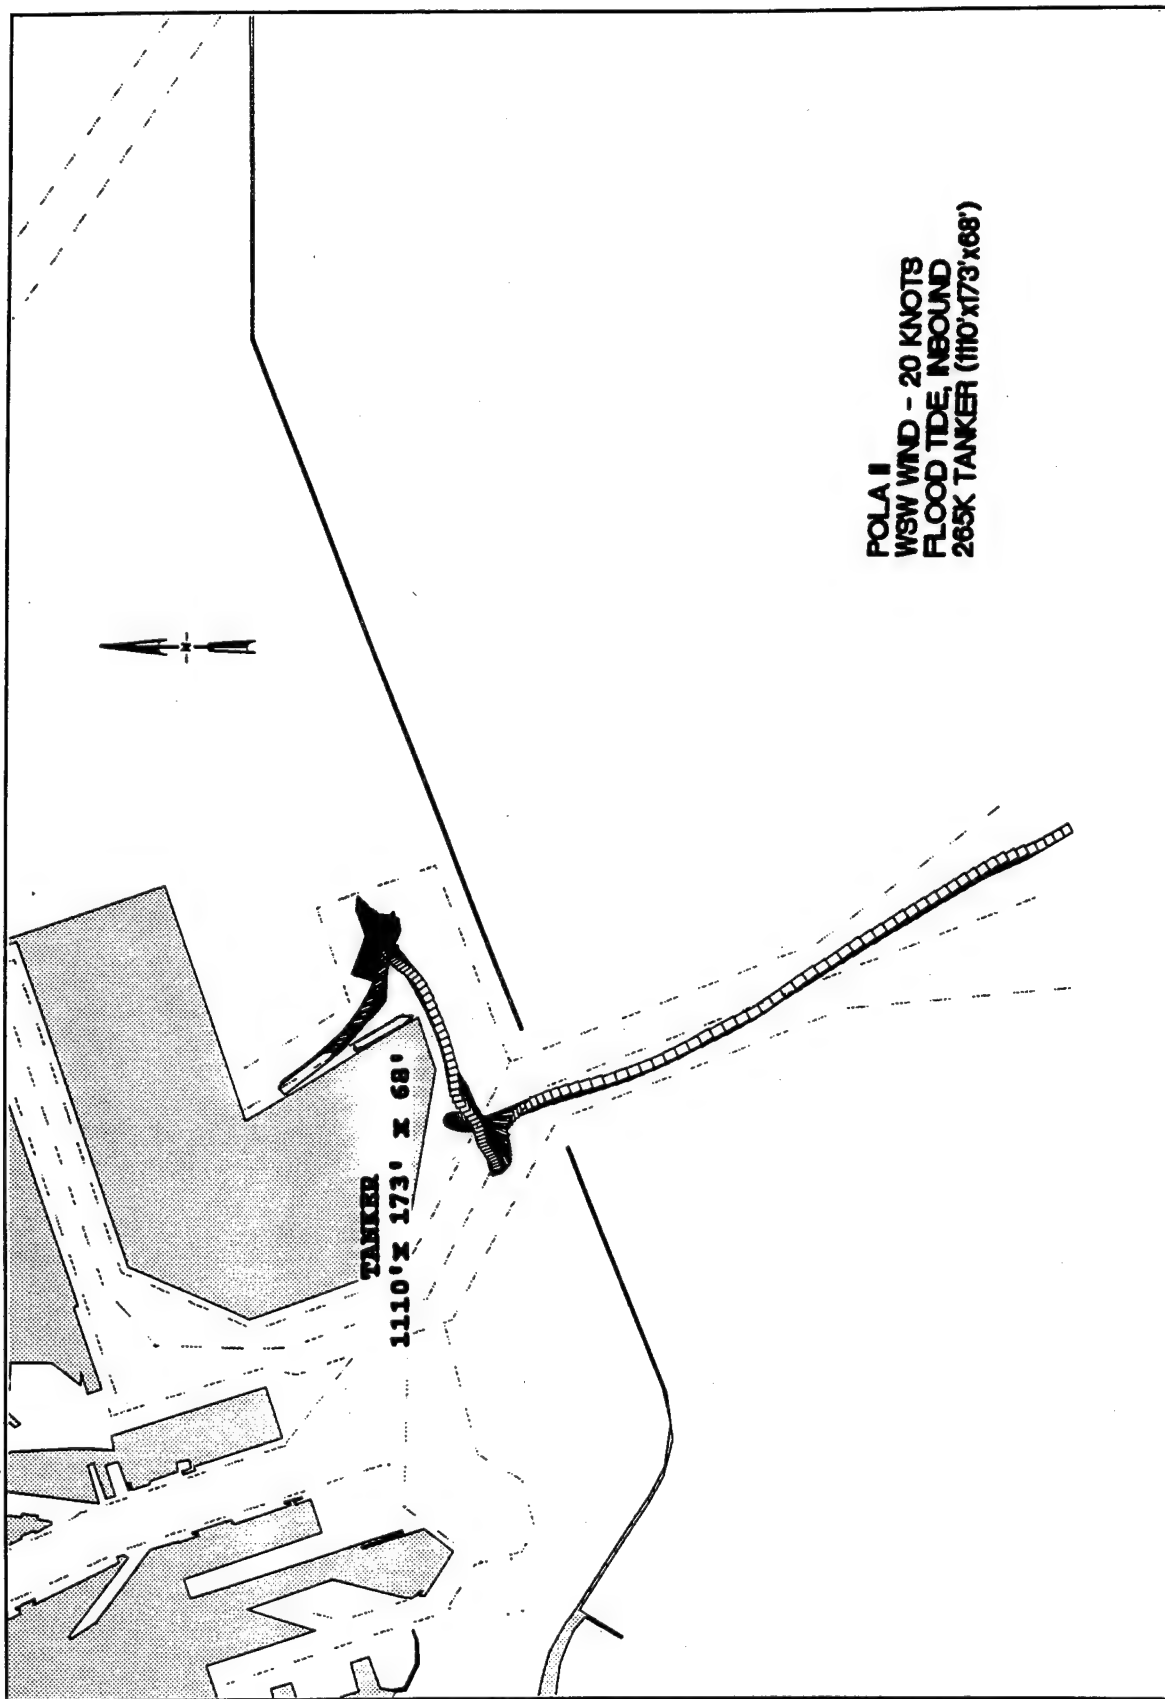 TANKER
1110'x 173' x 68'
POLA II
WSW WIND - 20 KNOTS
FLOOD TIDE, INBOUND
265K TANKER (1110'x173'x68')